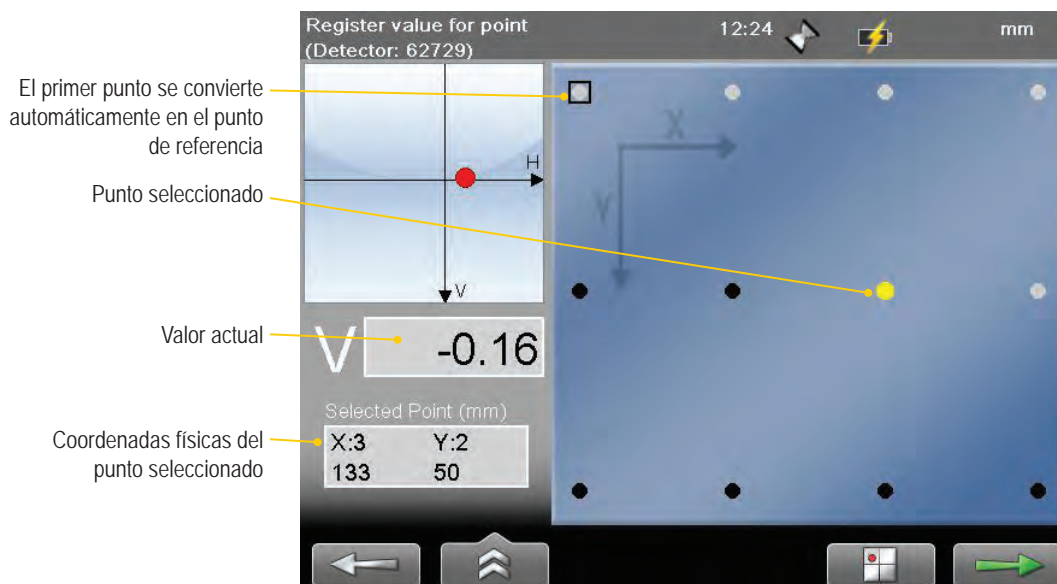 Register value for point
(Detector: 62729)
12:24
mm
El primer punto se convierte
automáticamente en el punto
de referencia
Punto seleccionado
H
V
X
Y
Valor actual
V
-0.16
Selected Point (mm)
X:3 Y:2
133 50
Coordenadas físicas del
punto seleccionado